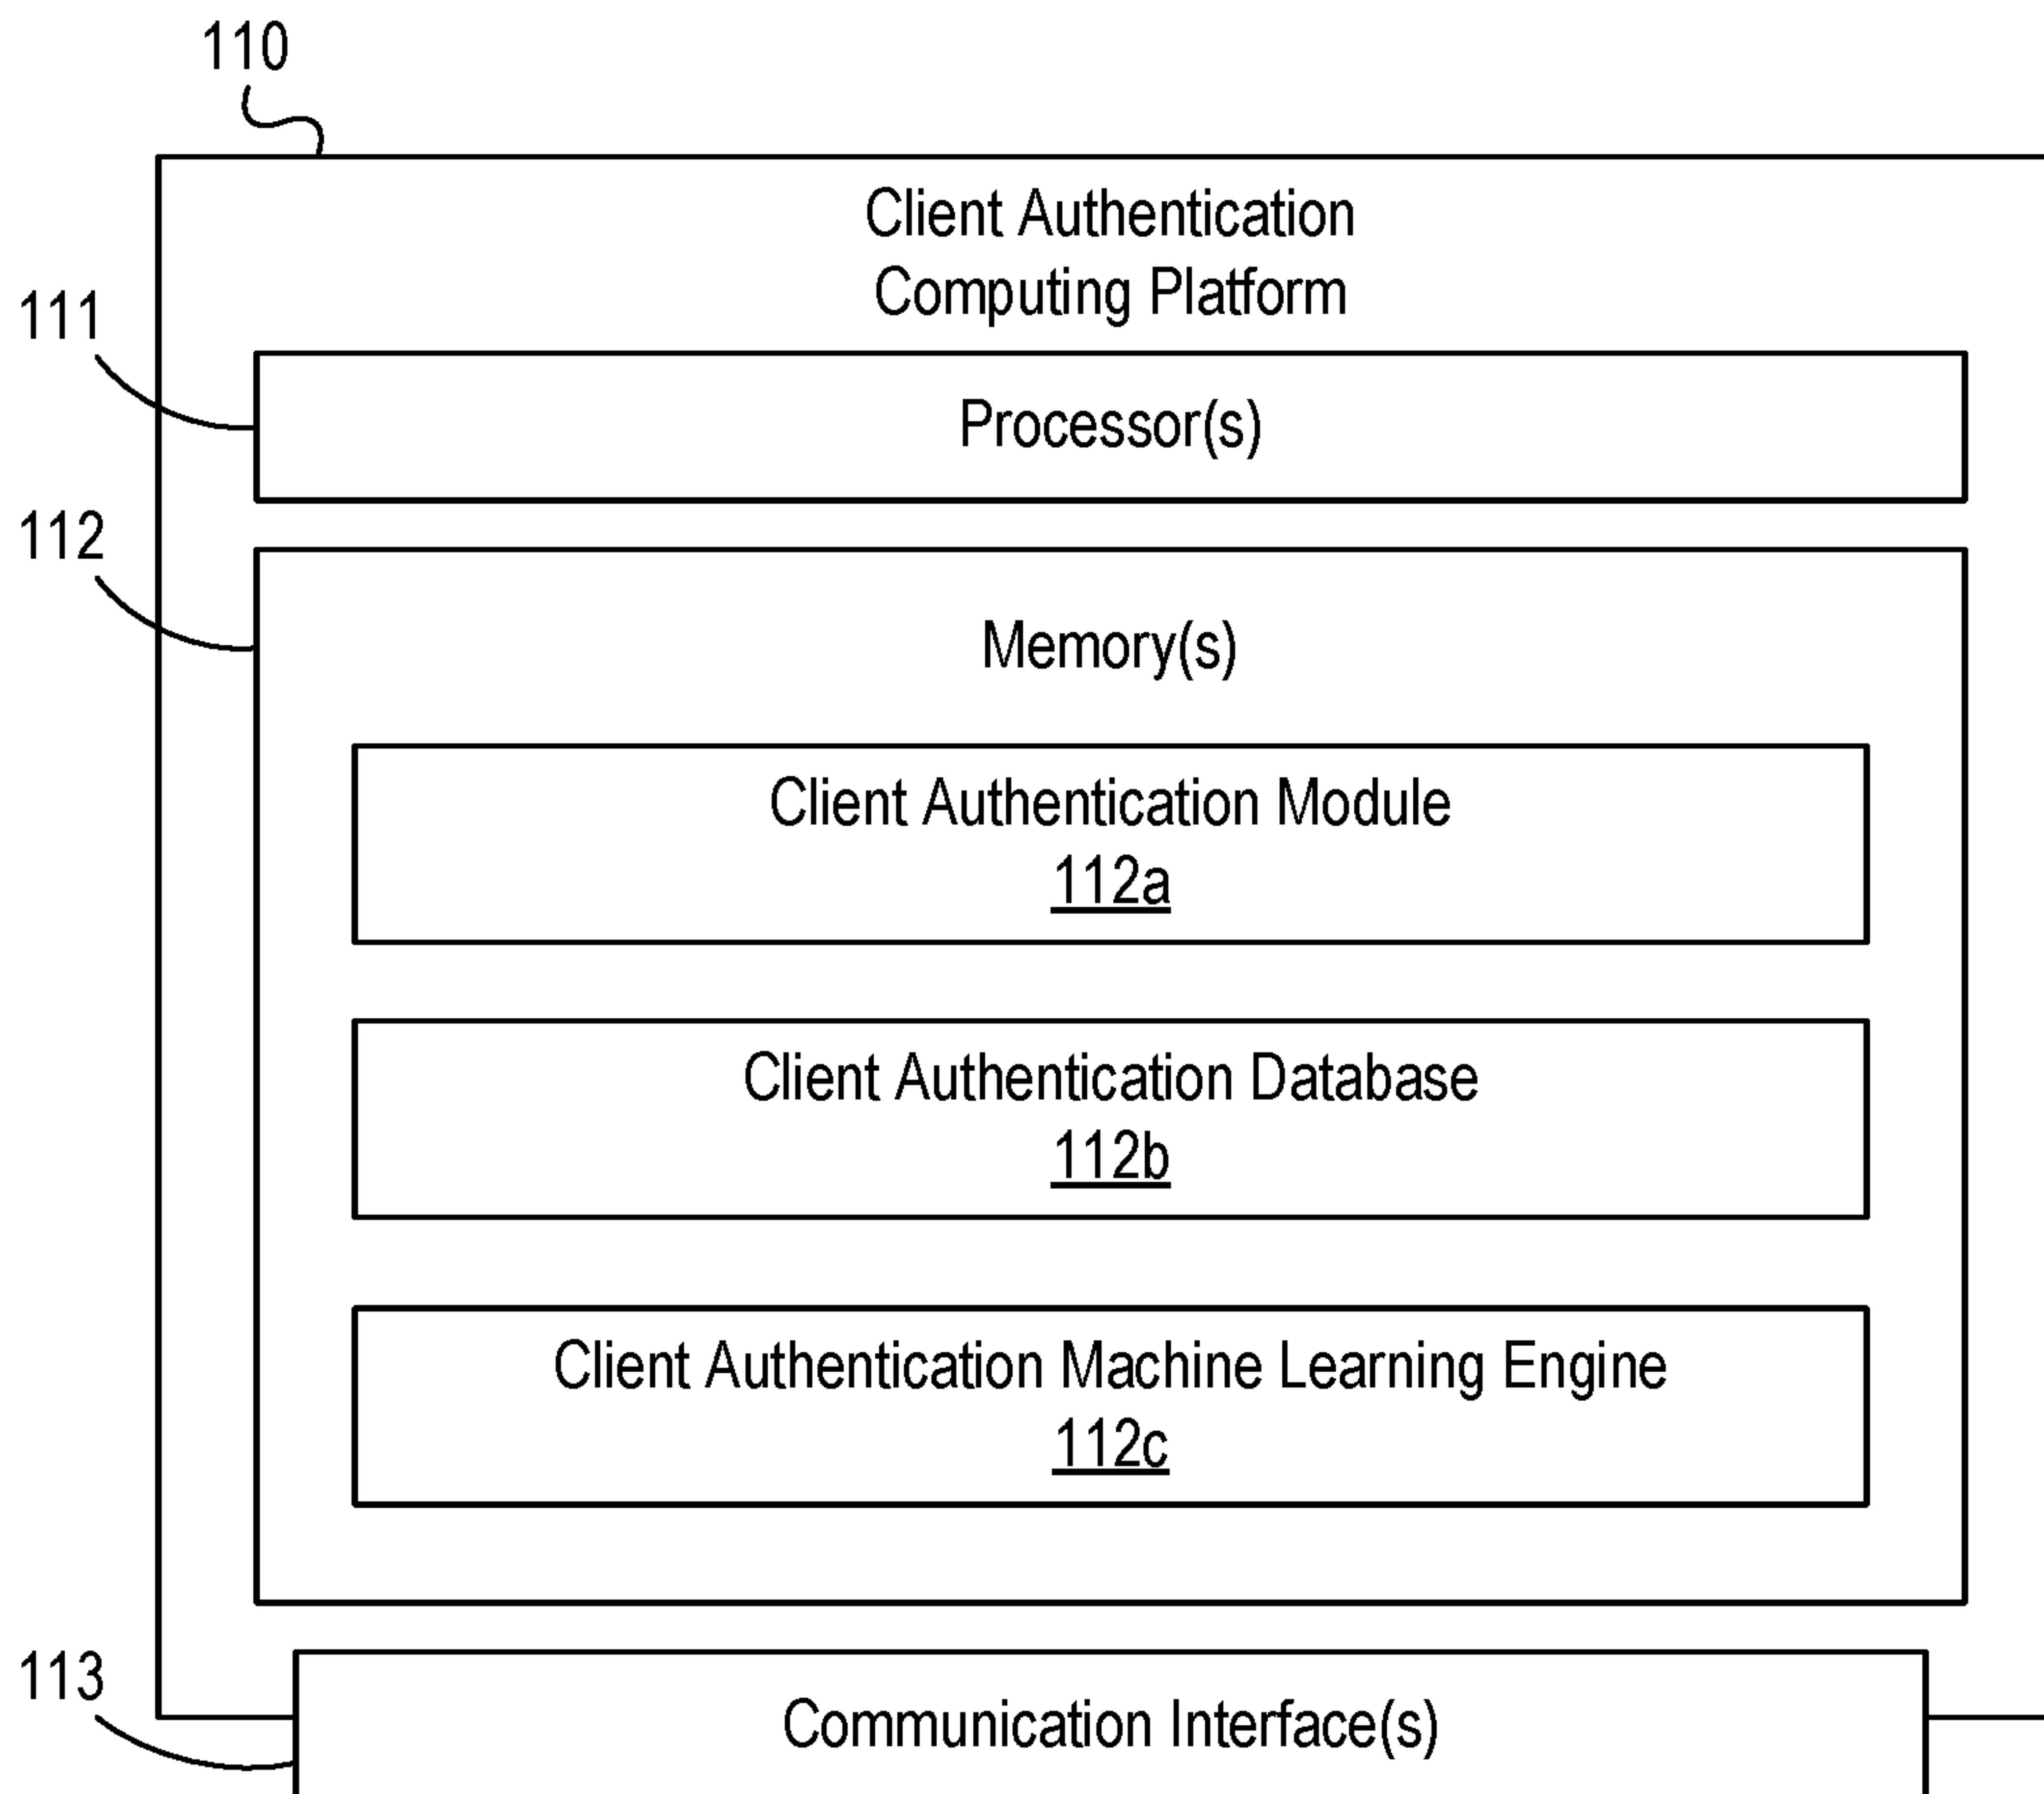 110
Client Authentication
Computing Platform
111
Processor(s)
112
Memory(s)
Client Authentication Module
112a
Client Authentication Database
112b
Client Authentication Machine Learning Engine
112c
113
Communication Interface(s)